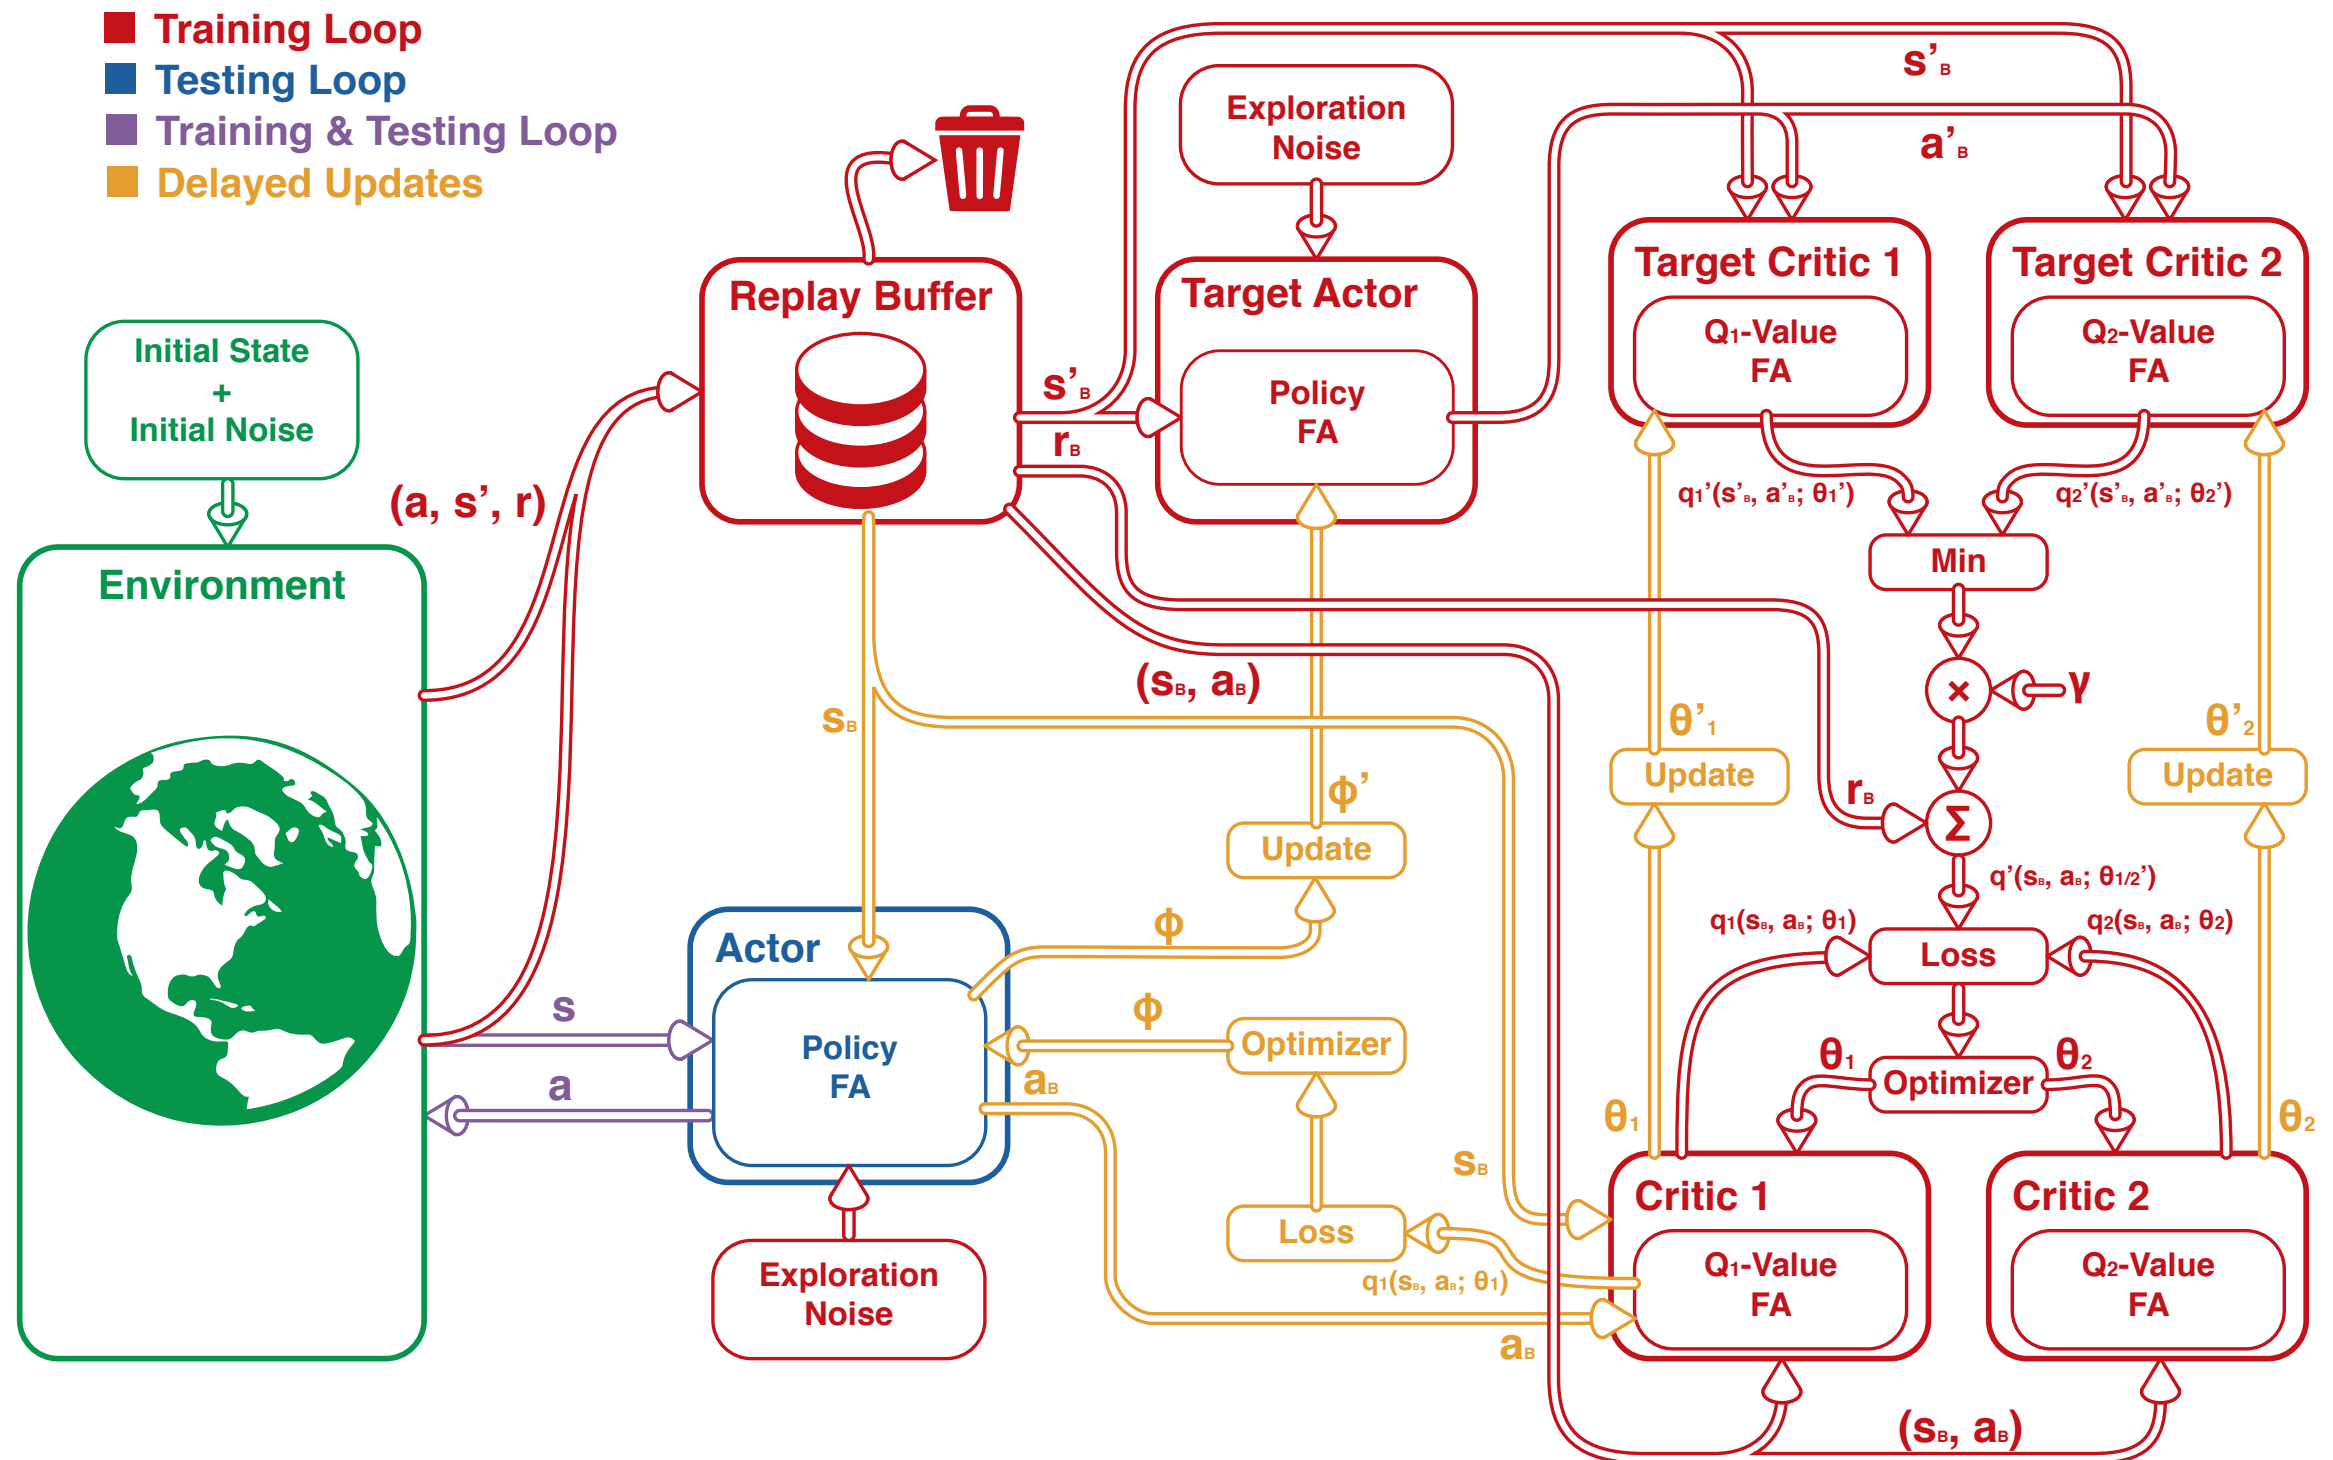 Training Loop
Testing Loop
Training & Testing Loop
Delayed Updates
Initial State
+
Initial Noise
Environment
(a, s’, r)
s
a
Replay Buffer
s’B
rB
Exploration
Noise
Target Actor
Policy
FA
s’B
a’B
Target Critic 1
Q1-Value
FA
Target Critic 2
Q2-Value
FA
q1’(s’B, a’B; θ1’)
q2’(s’B, a’B; θ2’)
Min
×
γ
Σ
rB
q’(sB, aB; θ1/2’)
q1(sB, aB; θ1)
q2(sB, aB; θ2)
Loss
θ1
Optimizer
θ2
θ’1
Update
θ1
θ’2
Update
θ2
(sB, aB)
sB
ϕ’
Update
ϕ
Actor
Policy
FA
ϕ
Optimizer
aB
Loss
q1(sB, aB; θ1)
sB
aB
Exploration
Noise
Critic 1
Q1-Value
FA
Critic 2
Q2-Value
FA
(sB, aB)